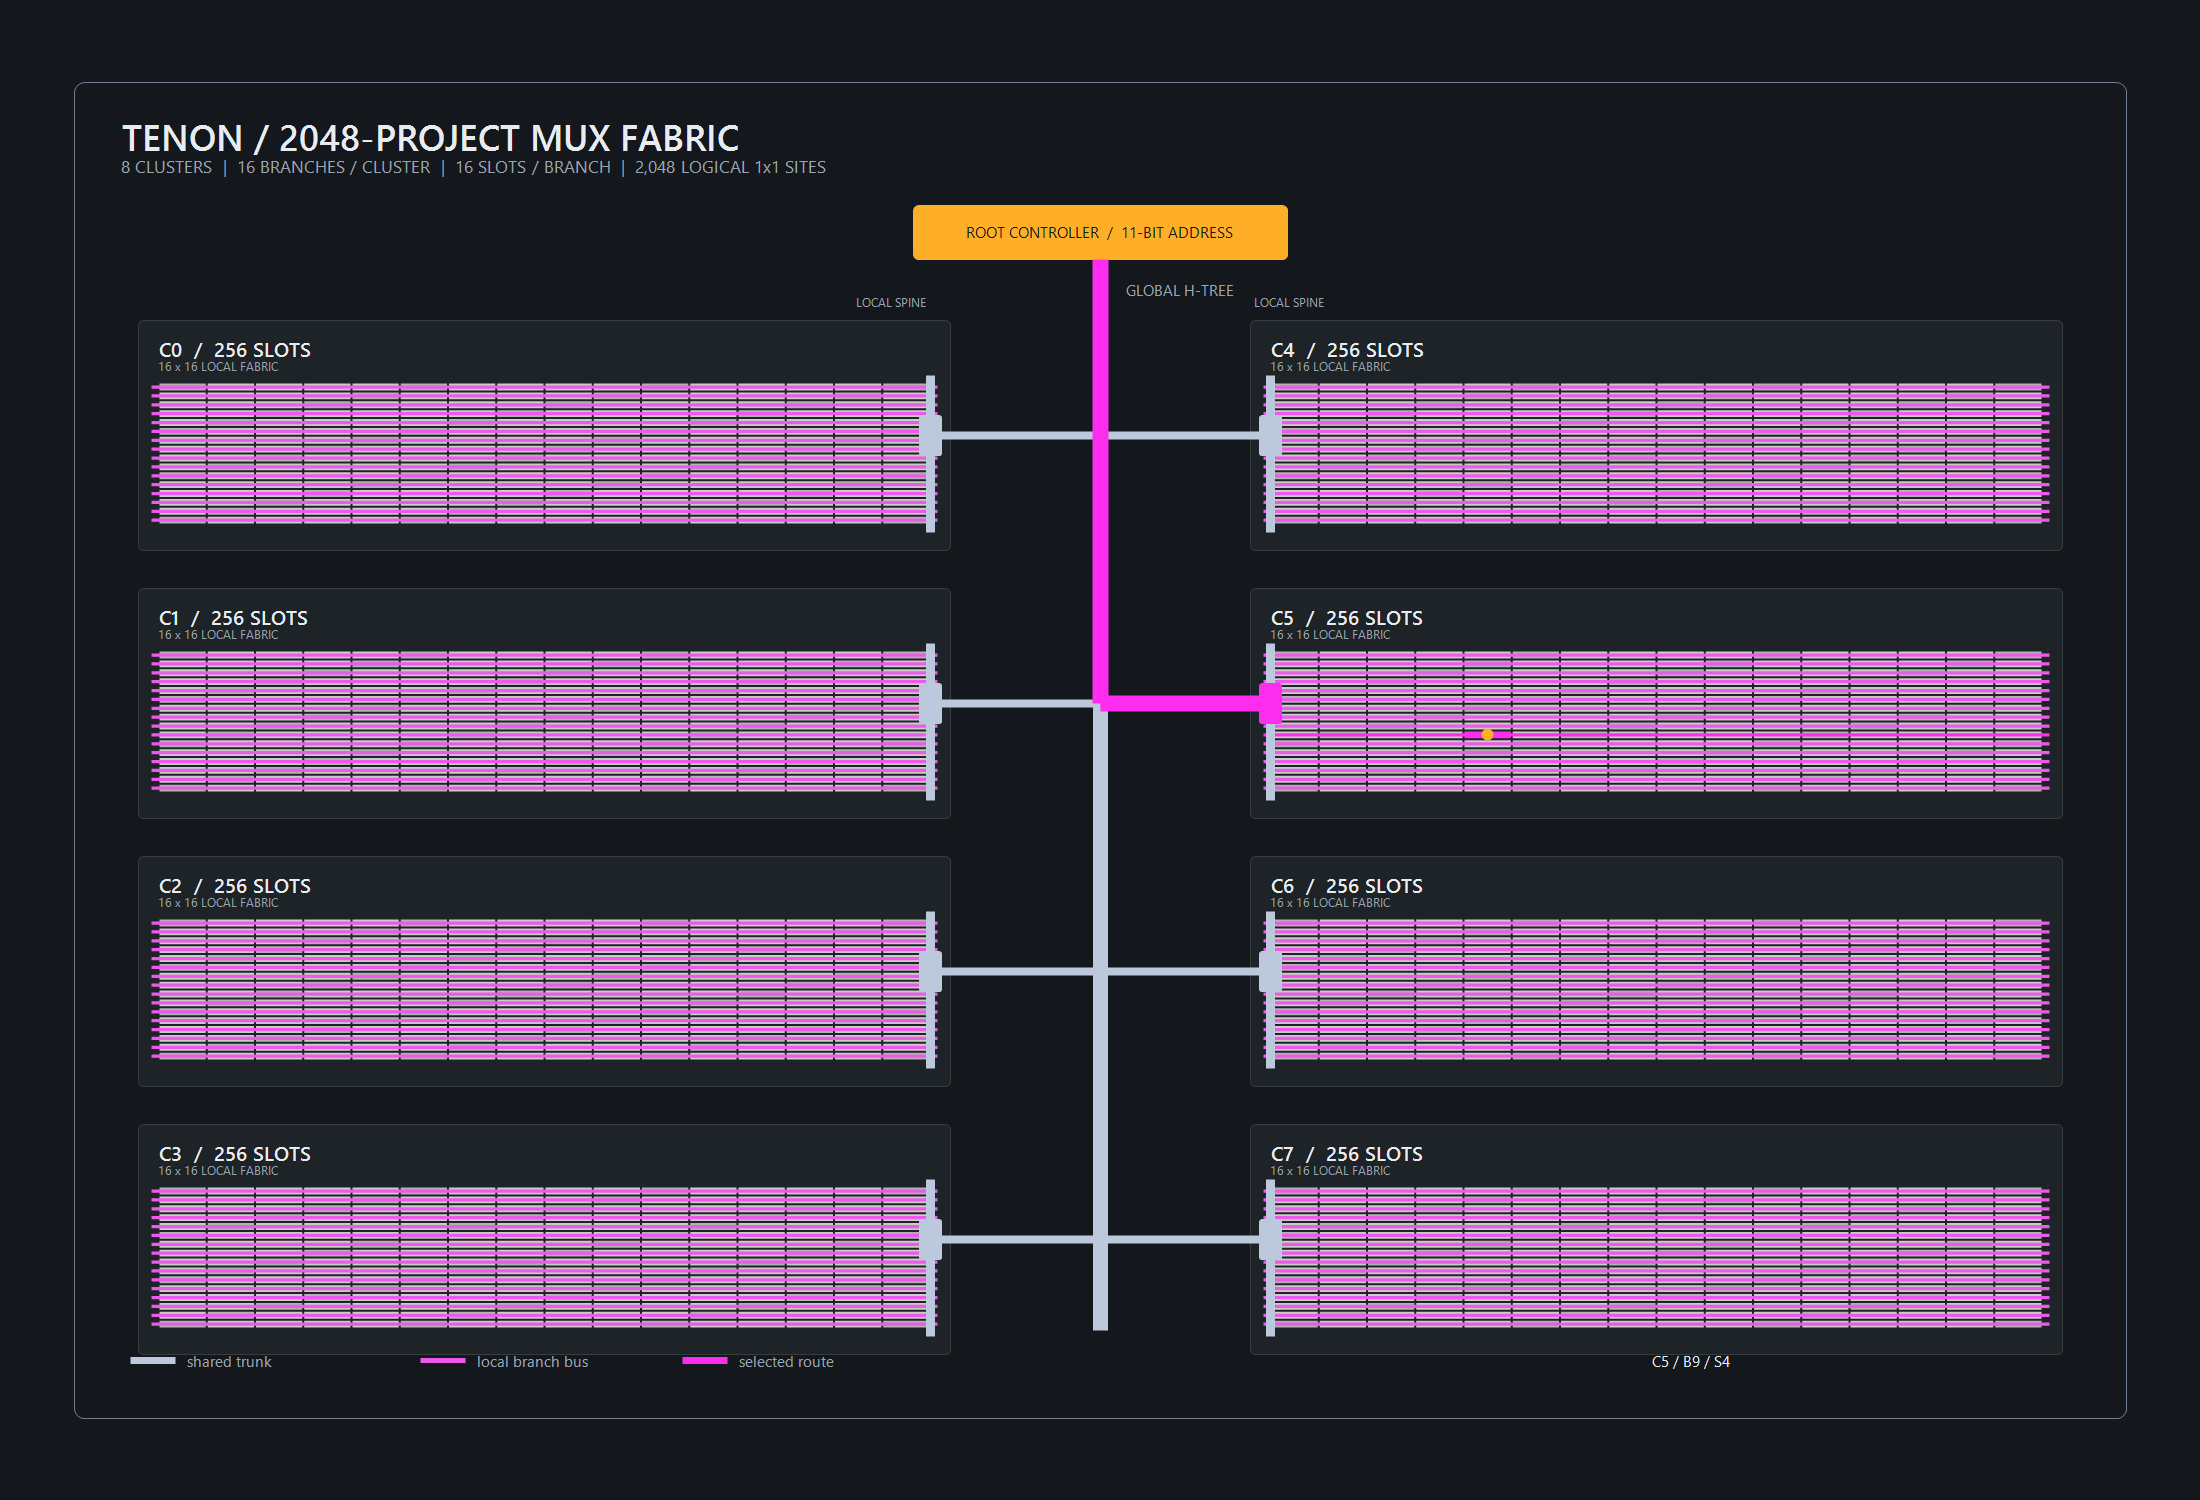 TENON / 2048-PROJECT MUX FABRIC
8 CLUSTERS | 16 BRANCHES / CLUSTER | 16 SLOTS / BRANCH | 2,048 LOGICAL 1x1 SITES
ROOT CONTROLLER / 11-BIT ADDRESS
GLOBAL H-TREE
LOCAL SPINE
LOCAL SPINE
C0 / 256 SLOTS
16 x 16 LOCAL FABRIC
C4 / 256 SLOTS
16 x 16 LOCAL FABRIC
C1 / 256 SLOTS
16 x 16 LOCAL FABRIC
C5 / 256 SLOTS
16 x 16 LOCAL FABRIC
C2 / 256 SLOTS
16 x 16 LOCAL FABRIC
C6 / 256 SLOTS
16 x 16 LOCAL FABRIC
C3 / 256 SLOTS
16 x 16 LOCAL FABRIC
C7 / 256 SLOTS
16 x 16 LOCAL FABRIC
shared trunk
local branch bus
selected route
C5 / B9 / S4